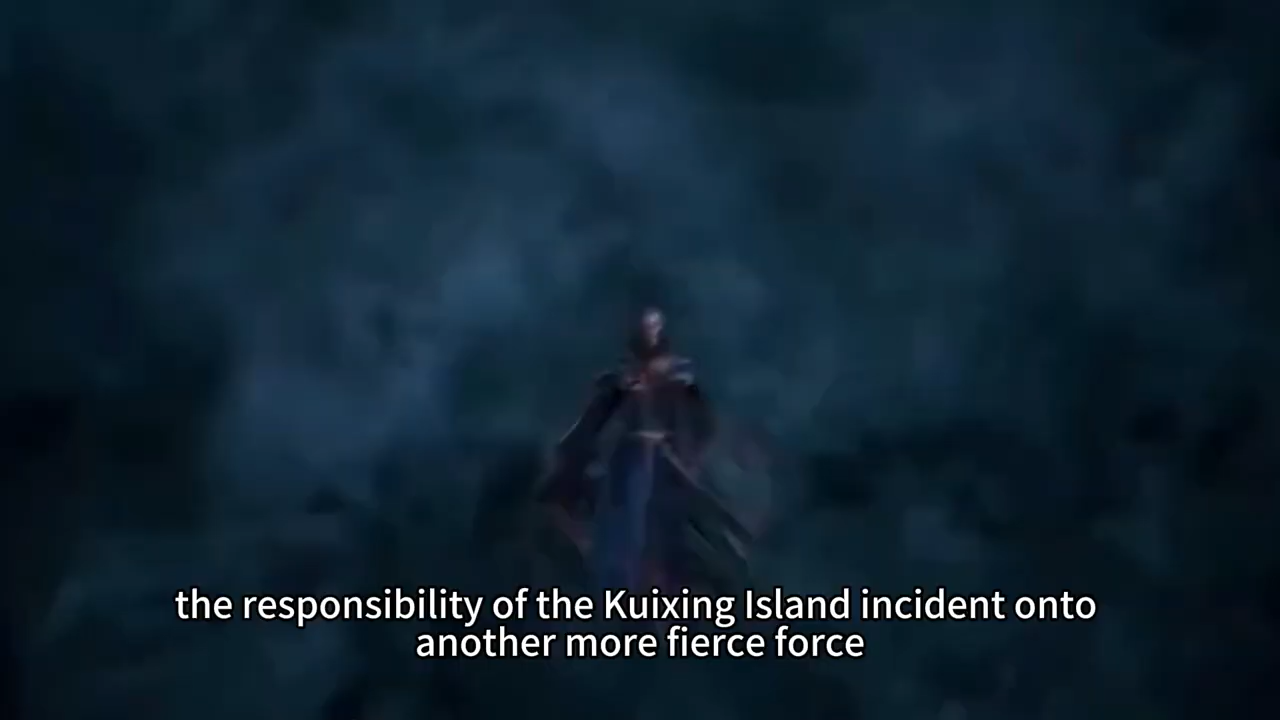 the responsibility of the Kuixing Island incident onto
another more fierce force